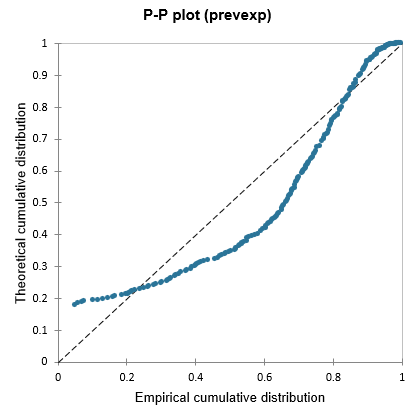 P-P plot (prevexp)
Theoretical cumulative distribution
1
0.9
0.8
0.7
0.6
0.5
0.4
0.3
0.2
0.1
0
0 0.2 0.4 0.6 0.8 1
Empirical cumulative distribution